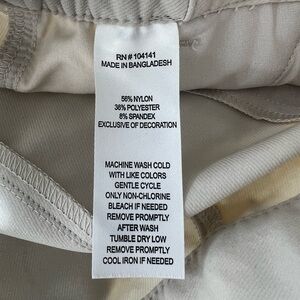 RN # 104141
MADE IN BANGLADESH
56% NYLON
36% POLYESTER
8% SPANDEX
EXCLUSIVE OF DECORATION
MACHINE WASH COLD
WITH LIKE COLORS
GENTLE CYCLE
ONLY NON-CHLORINE
BLEACH IF NEEDED
REMOVE PROMPTLY
AFTER WASH
TUMBLE DRY LOW
REMOVE PROMPTLY
COOL IRON IF NEEDED